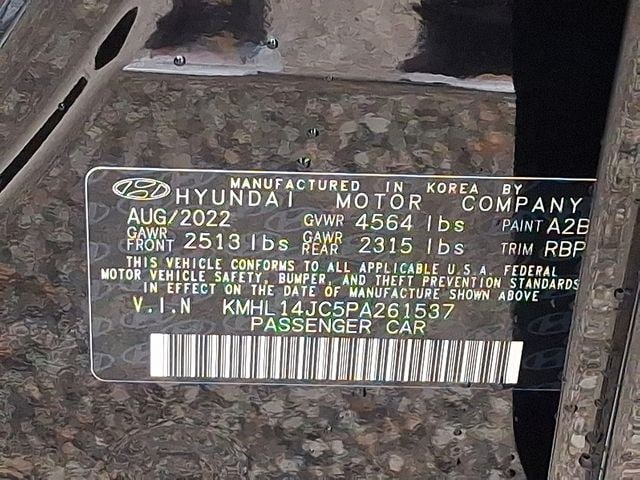 MANUFACTURED IN KOREA BY
HYUNDAI MOTOR COMPANY
AUG/2022 GVWR 4564 lbs PAINT A2B
GAWR FRONT 2513 lbs GAWR REAR 2315 lbs TRIM RBP
THIS VEHICLE CONFORMS TO ALL APPLICABLE U.S.A. FEDERAL
MOTOR VEHICLE SAFETY, BUMPER, AND THEFT PREVENTION STANDARDS
IN EFFECT ON THE DATE OF MANUFACTURE SHOWN ABOVE
V.I.N KMHL14JC5PA261537
PASSENGER CAR